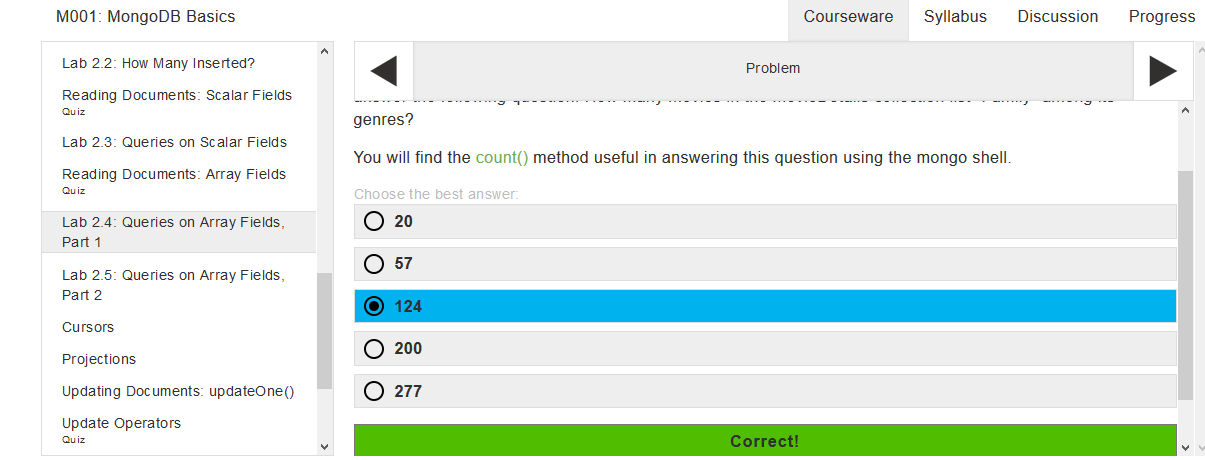 M001: MongoDB Basics
Courseware Syllabus Discussion Progress
Lab 2.2: How Many Inserted?
Reading Documents: Scalar Fields
Quiz
Lab 2.3: Queries on Scalar Fields
Reading Documents: Array Fields
Quiz
Lab 2.4: Queries on Array Fields,
Part 1
Lab 2.5: Queries on Array Fields,
Part 2
Cursors
Projections
Updating Documents: updateOne()
Update Operators
Quiz
Problem
genres?
You will find the count() method useful in answering this question using the mongo shell.
Choose the best answer:
20
57
124
200
277
Correct!